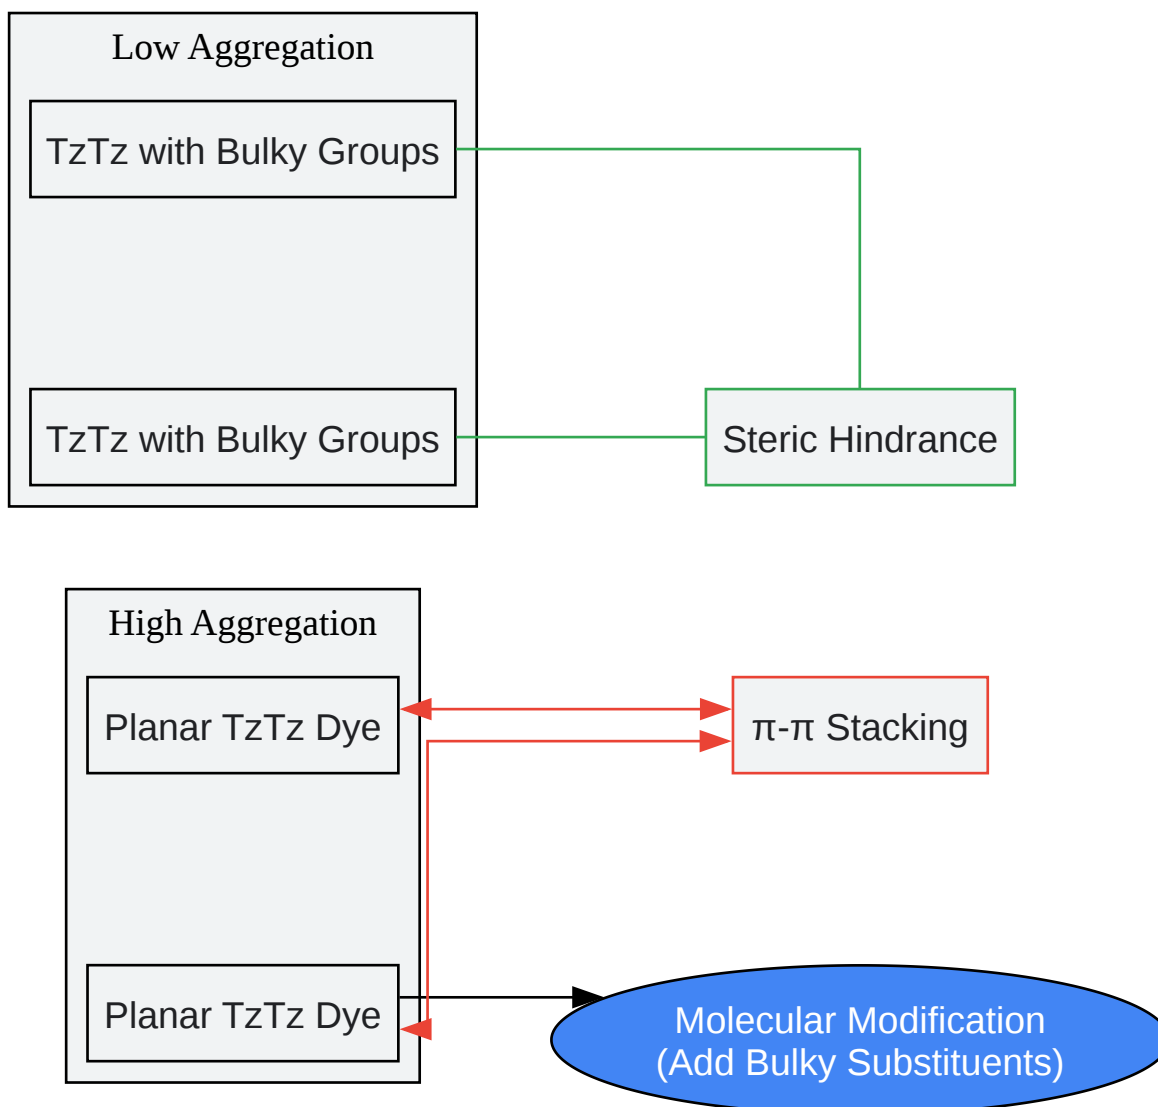 Low Aggregation
TzTz with Bulky Groups
TzTz with Bulky Groups
Steric Hindrance
High Aggregation
Planar TzTz Dye
π-π Stacking
Planar TzTz Dye
Molecular Modification
(Add Bulky Substituents)